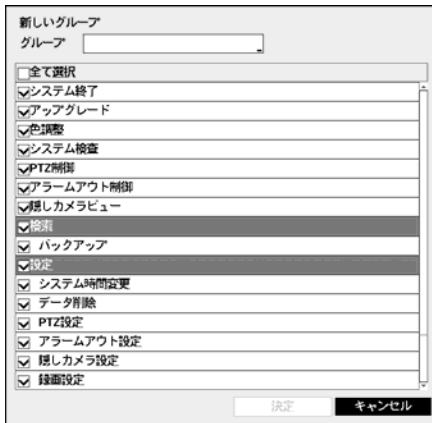 新しいグループ
グループ
全て選択
システム終了
アップグレード
色調整
システム検査
PTZ制御
アラームアウト制御
隠しカメラビュー
検索
バックアップ
設定
システム時間変更
データ削除
PTZ設定
アラームアウト設定
隠しカメラ設定
録画設定
決定 キャンセル